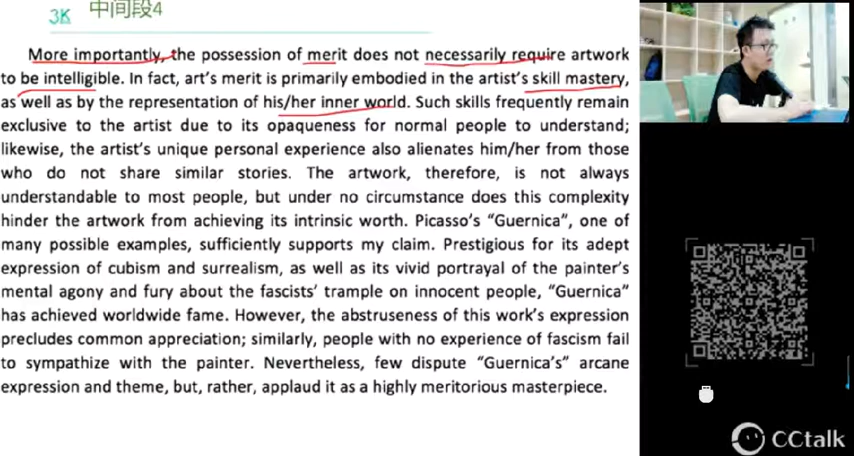 3K 中间段4
More importantly, the possession of merit does not necessarily require artwork
to be intelligible. In fact, art's merit is primarily embodied in the artist's skill mastery,
as well as by the representation of his/her inner world. Such skills frequently remain
exclusive to the artist due to its opaqueness for normal people to understand;
likewise, the artist's unique personal experience also alienates him/her from those
who do not share similar stories. The artwork, therefore, is not always
understandable to most people, but under no circumstance does this complexity
hinder the artwork from achieving its intrinsic worth. Picasso's "Guernica", one of
many possible examples, sufficiently supports my claim. Prestigious for its adept
expression of cubism and surrealism, as well as its vivid portrayal of the painter's
mental agony and fury about the fascists' trample on innocent people, "Guernica"
has achieved worldwide fame. However, the abstruseness of this work's expression
precludes common appreciation; similarly, people with no experience of fascism fail
to sympathize with the painter. Nevertheless, few dispute "Guernica's" arcane
expression and theme, but, rather, applaud it as a highly meritorious masterpiece.
CCtalk